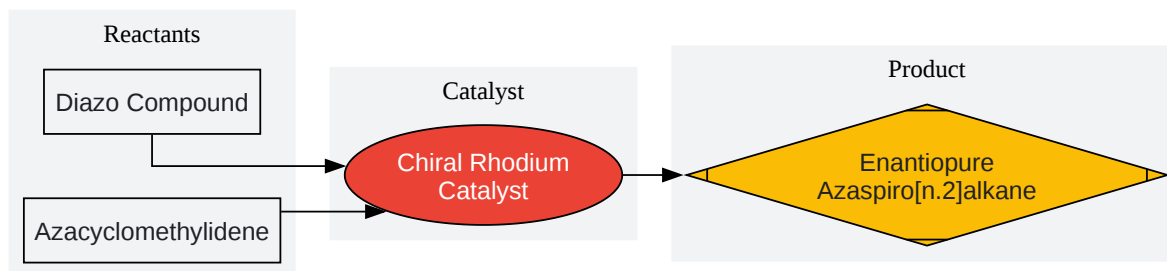 Reactants
Diazo Compound
Azacyclomethylidene
Catalyst
Chiral Rhodium
Catalyst
Product
Enantiopure
Azaspiro[n.2]alkane